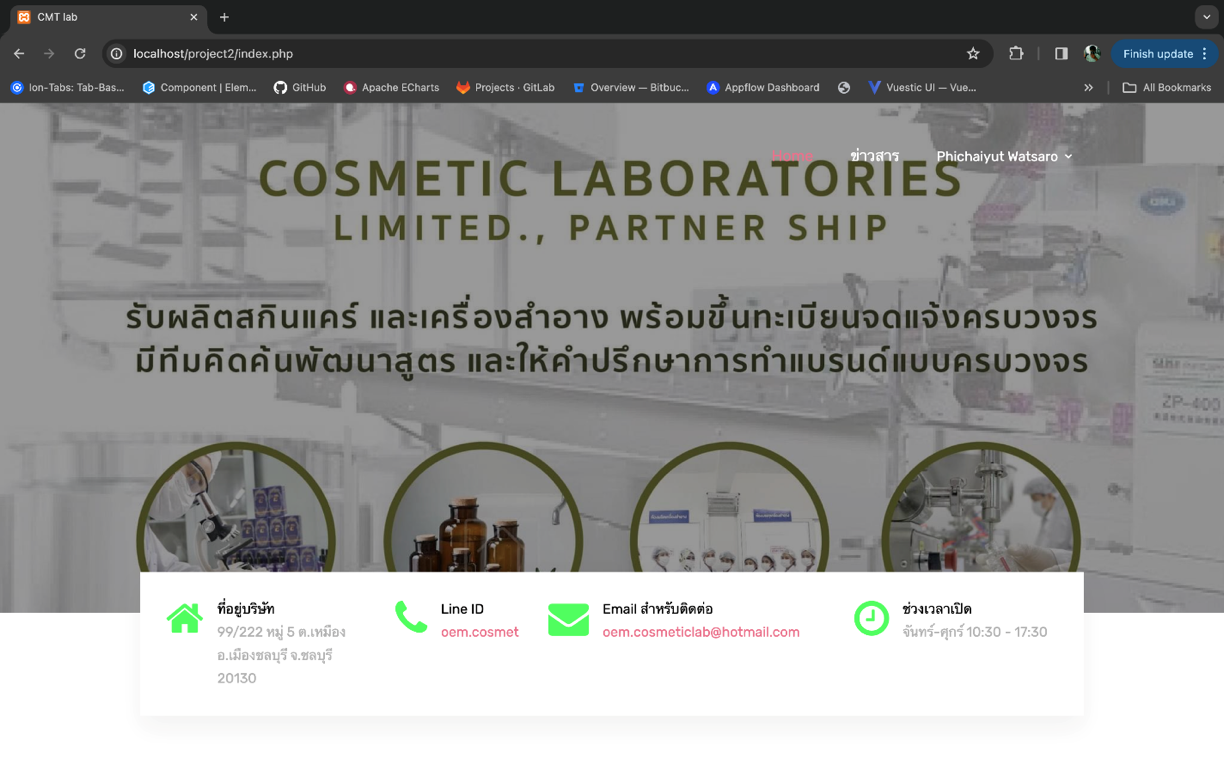 CMT lab
localhost/project2/index.php
Finish update
Ion-Tabs: Tab-Bas...
Component | Elem...
GitHub
Apache ECharts
Projects · GitLab
Overview — Bitbuc...
Appflow Dashboard
Vuestic UI — Vue...
All Bookmarks
Home
ข่าวสาร
Phichaiyut Watsaro
COSMETIC LABORATORIES
LIMITED., PARTNER SHIP
รับผลิตสกินแคร์ และเครื่องสำอาง พร้อมขึ้นทะเบียนจดแจ้งครบวงจร
มีทีมคิดค้นพัฒนาสูตร และให้คำปรึกษาการทำแบรนด์แบบครบวงจร
ZP-400
ที่อยู่บริษัท
99/222 หมู่ 5 ต.เหมือง
อ.เมืองชลบุรี จ.ชลบุรี
20130
Line ID
oem.cosmet
Email สำหรับติดต่อ
oem.cosmeticlab@hotmail.com
ช่วงเวลาเปิด
จันทร์-ศุกร์ 10:30 - 17:30